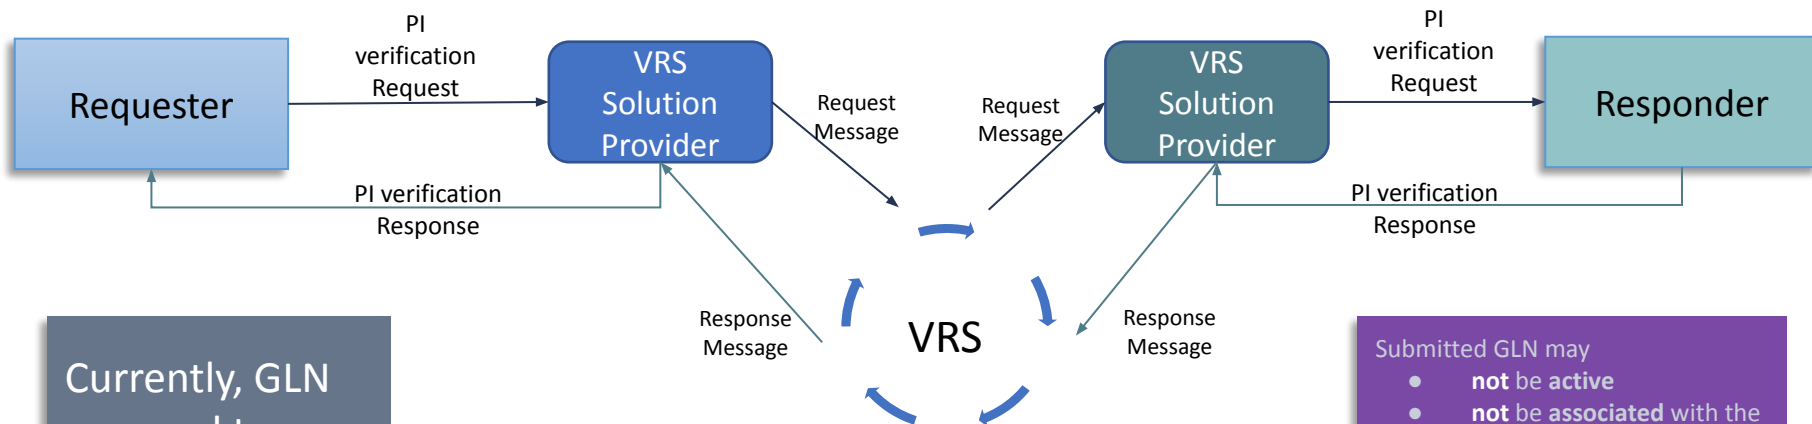 PI
verification
Request
Requester
VRS
Solution
Provider
Request
Message
Request
Message
VRS
Solution
Provider
PI
verification
Request
Responder
PI verification
Response
PI verification
Response
Response
Message
VRS
Response
Message
Currently, GLN
Submitted GLN may
● not be active
● not be associated with the